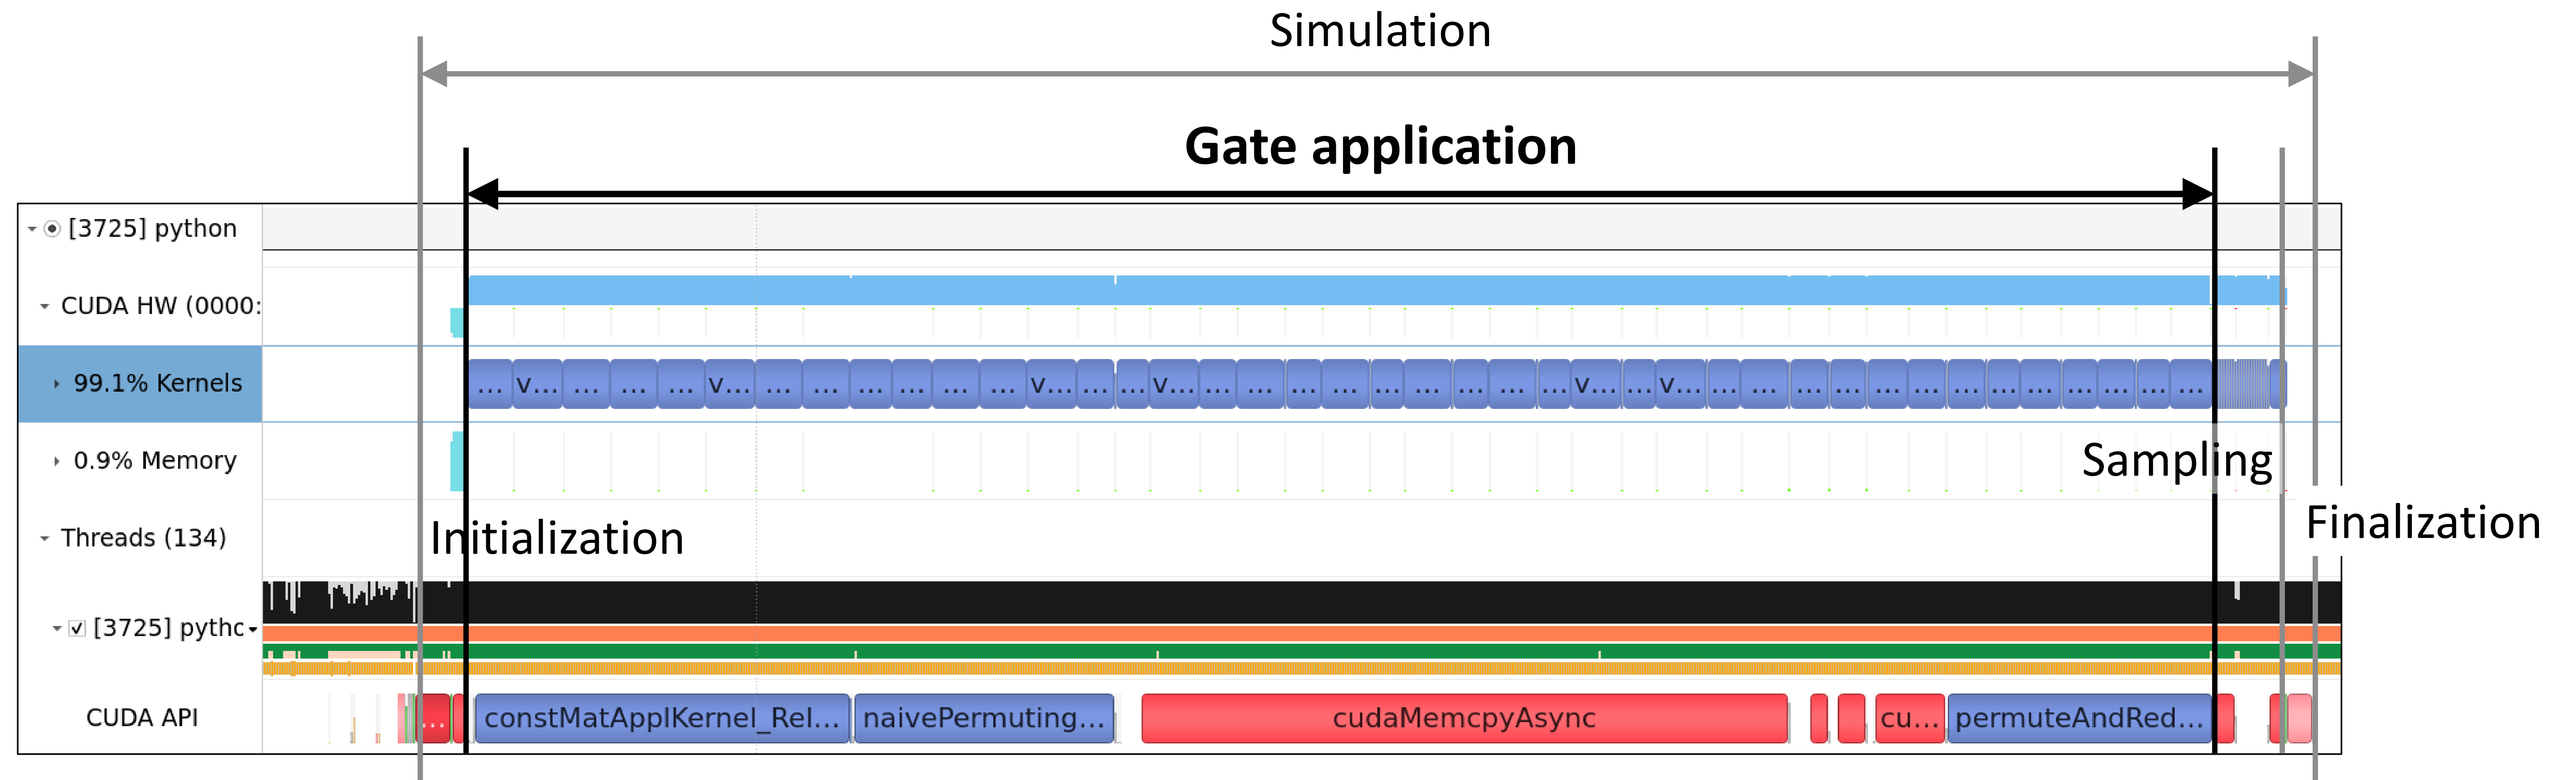 Simulation
Gate application
[3725] python
CUDA HW (0000:
99.1% Kernels
... v... ... ... ... v... ... ... ... ... ... ... v... ... ... v... ... ... ... ... ... ... ... ... ... v... ... v... ... ... ... ... ... ... ... ... ... ... ... ...
0.9% Memory
Sampling
Threads (134)
Initialization
Finalization
[3725] pythc
CUDA API
... constMatApplKernel_Rel... naivePermuting... cudaMemcpyAsync cu... permuteAndRed...